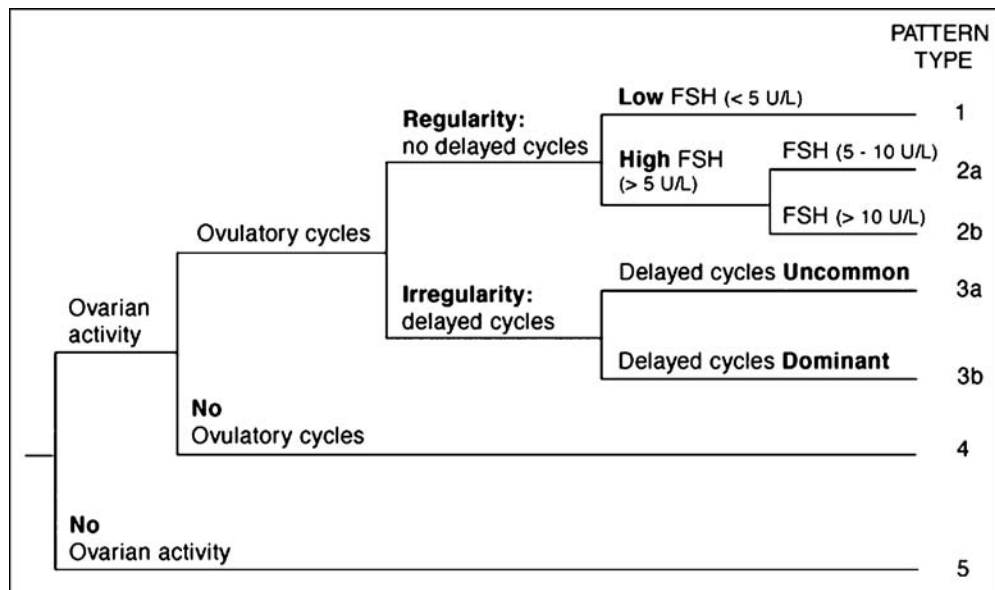 PATTERN
TYPE
Low FSH (< 5 U/L)
1
Regularity:
no delayed cycles
High FSH
(> 5 U/L)
FSH (5 - 10 U/L)
2a
FSH (> 10 U/L)
2b
Ovulatory cycles
Delayed cycles Uncommon
3a
Irregularity:
delayed cycles
Delayed cycles Dominant
3b
Ovarian
activity
No
Ovulatory cycles
4
No
Ovarian activity
5